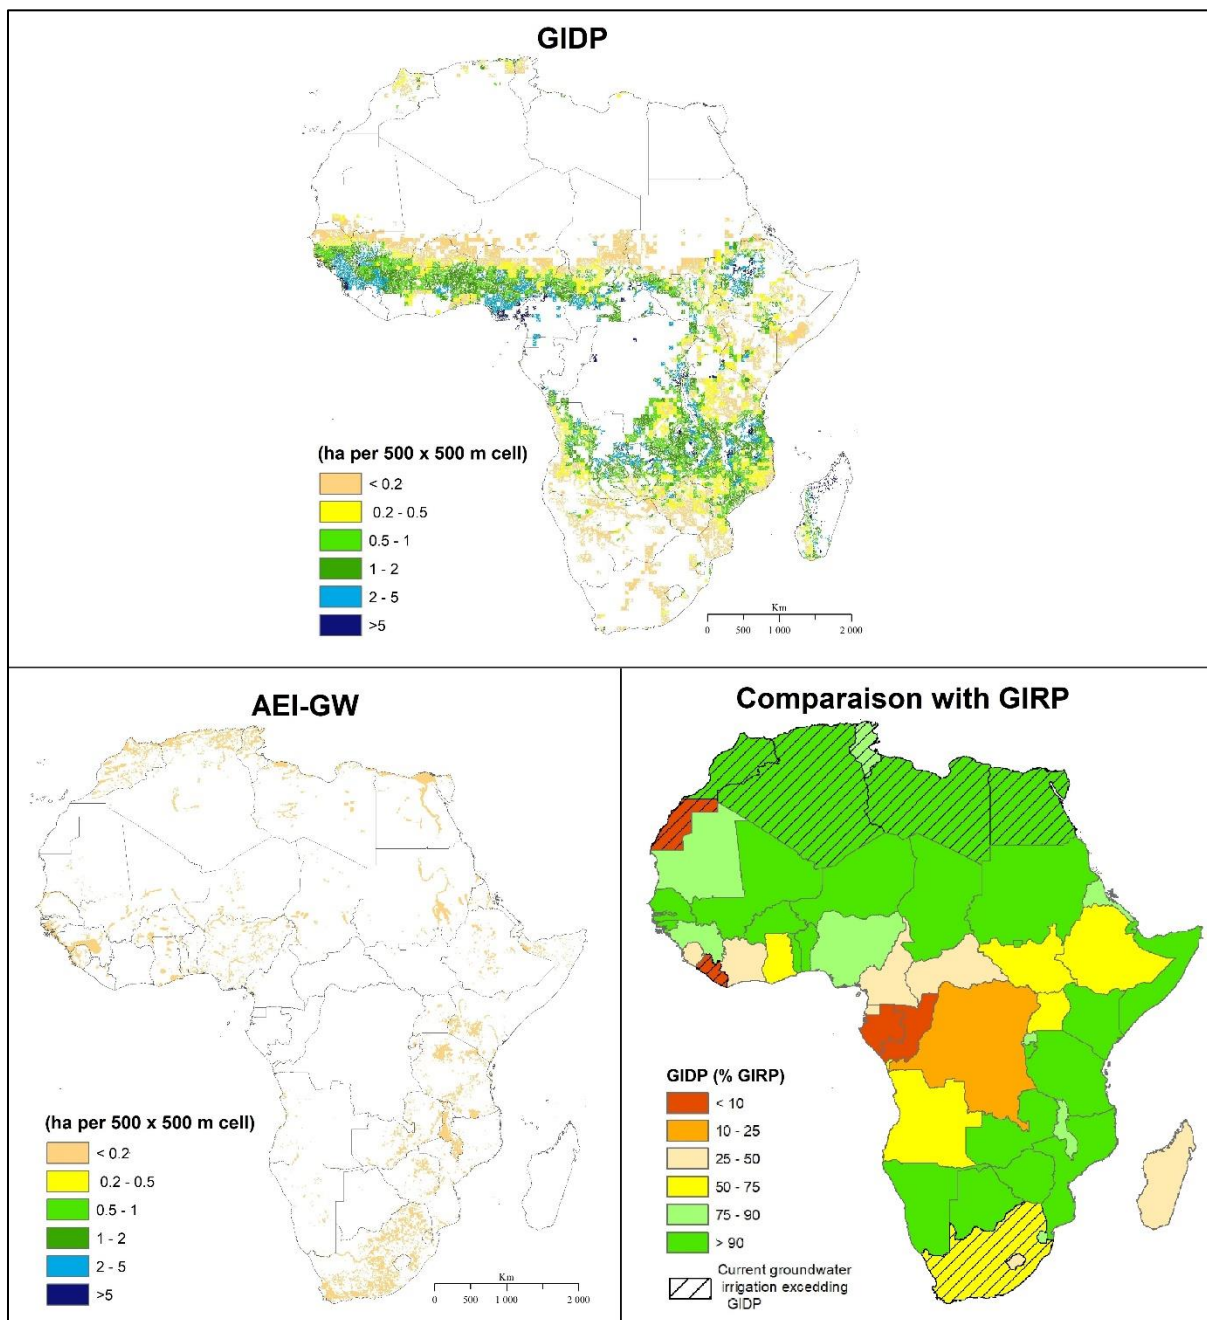 GIDP
(ha per 500 x 500 m cell)
< 0.2
0.2 - 0.5
0.5 - 1
1 - 2
2 - 5
>5
Km
0 500 1 000 2 000
AEI-GW
(ha per 500 x 500 m cell)
< 0.2
0.2 - 0.5
0.5 - 1
1 - 2
2 - 5
>5
Km
0 500 1 000 2 000
Comparaison with GIRP
GIDP (% GIRP)
< 10
10 - 25
25 - 50
50 - 75
75 - 90
> 90
Current groundwater
irrigation excedding
GIDP